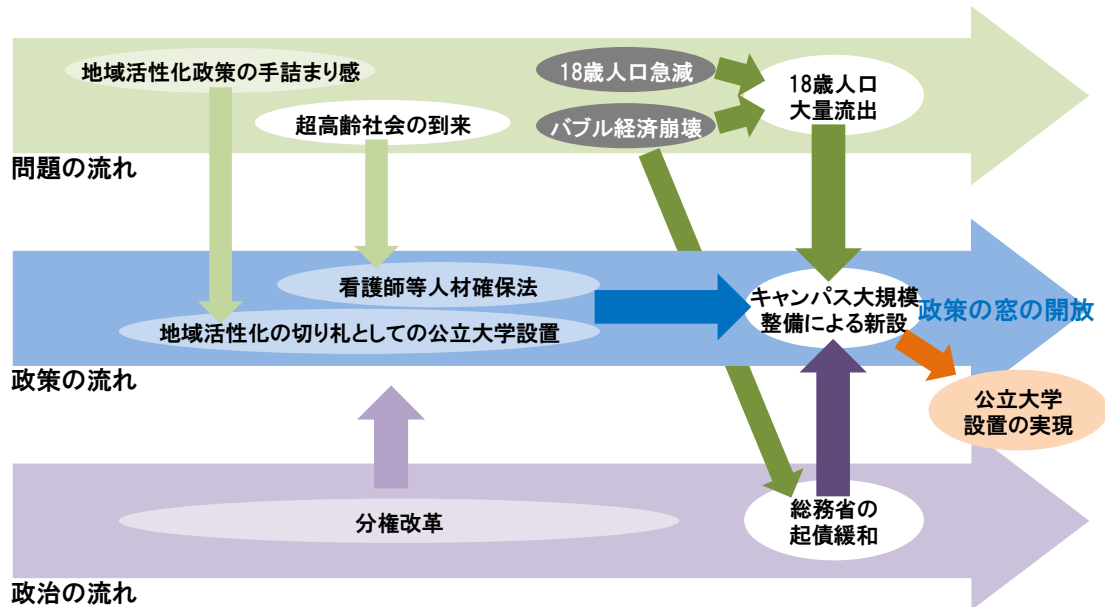 地域活性化政策の手詰まり感
超高齢社会の到来
18歳人口急減
バブル経済崩壊
18歳人口
大量流出
問題の流れ
看護師等人材確保法
地域活性化の切り札としての公立大学設置
キャンパス大規模
整備による新設
政策の窓の開放
政策の流れ
公立大学
設置の実現
分権改革
総務省の
起債緩和
政治の流れ